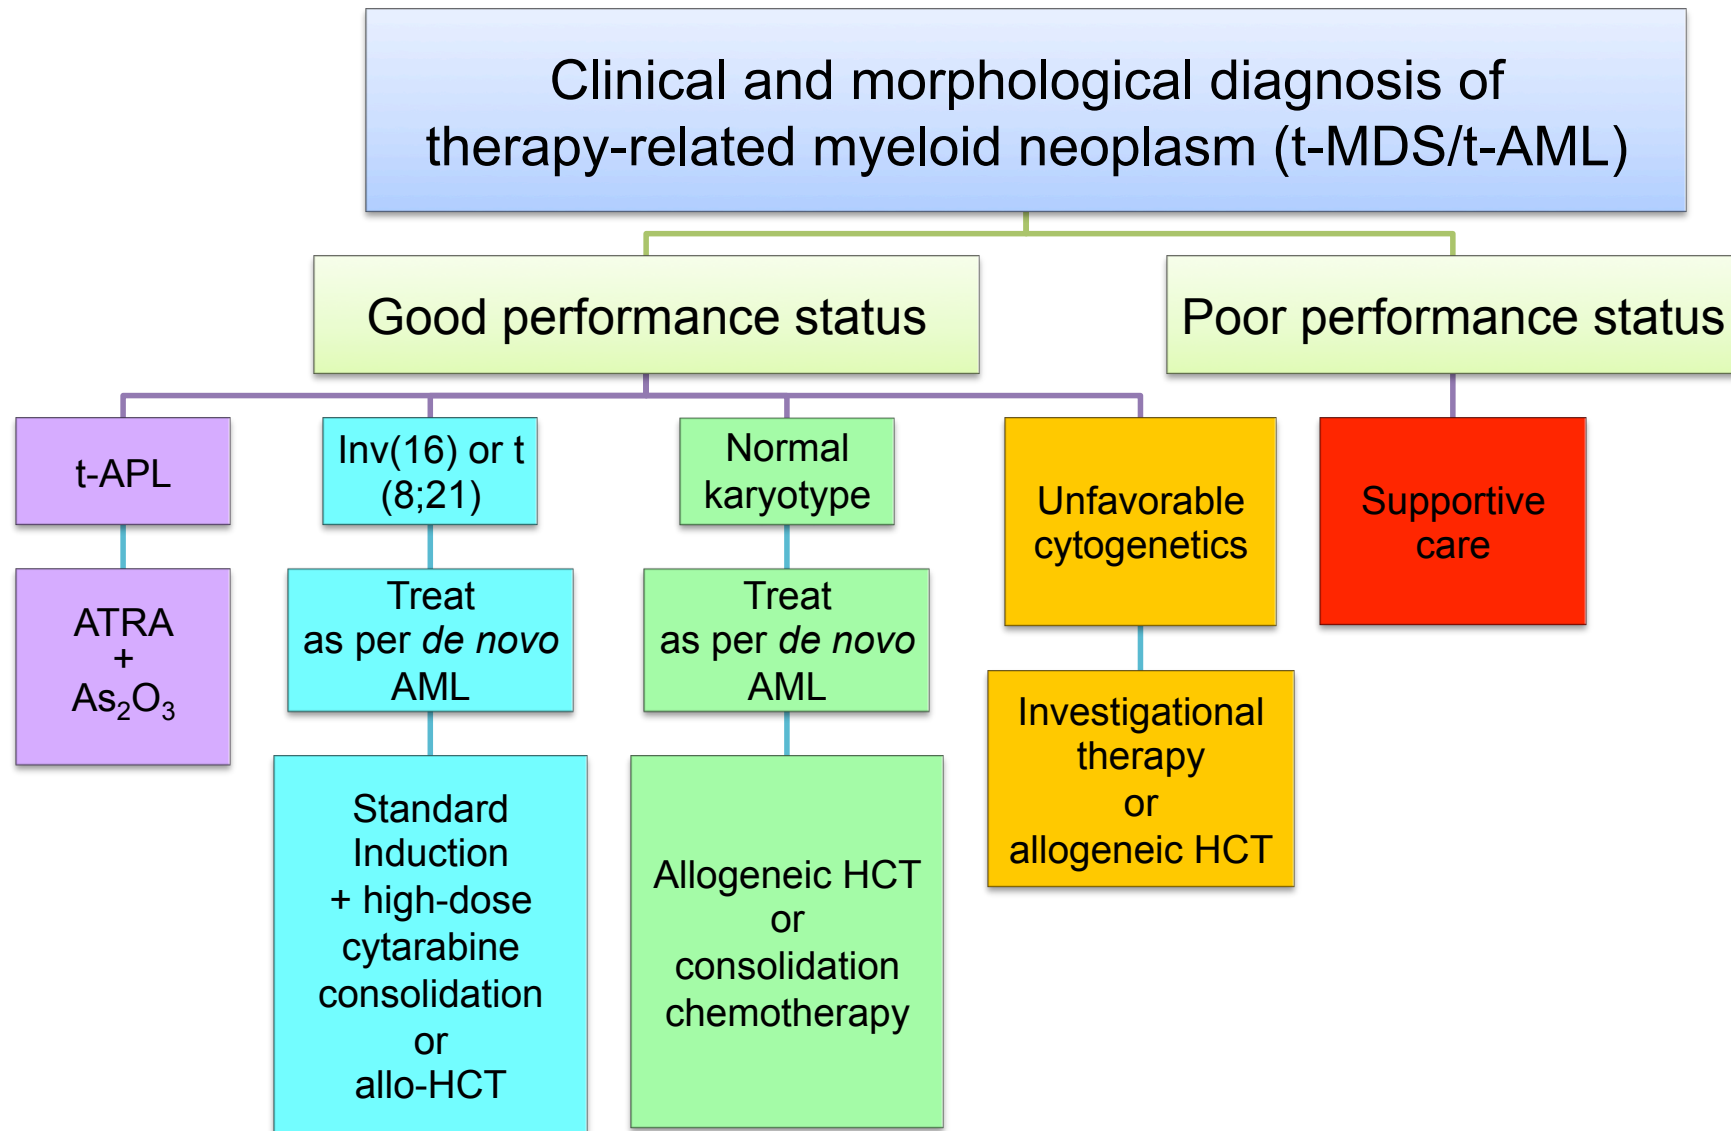 Clinical and morphological diagnosis of
therapy-related myeloid neoplasm (t-MDS/t-AML)
Good performance status
Poor performance status
t-APL
ATRA
+
As₂O₃
Inv(16) or t
(8;21)
Treat
as per de novo
AML
Standard
Induction
+ high-dose
cytarabine
consolidation
or
allo-HCT
Normal
karyotype
Treat
as per de novo
AML
Allogeneic HCT
or
consolidation
chemotherapy
Unfavorable
cytogenetics
Investigational
therapy
or
allogeneic HCT
Supportive
care